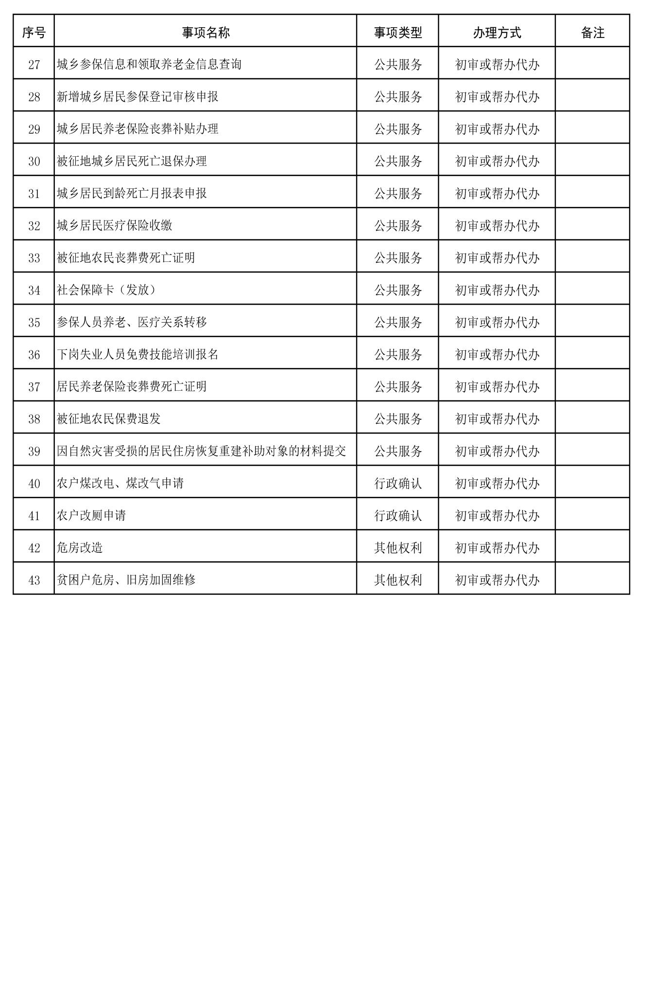 序号 事项名称 事项类型 办理方式 备注
27 城乡参保信息和领取养老金信息查询 公共服务 初审或帮办代办
28 新增城乡居民参保登记审核申报 公共服务 初审或帮办代办
29 城乡居民养老保险丧葬补贴办理 公共服务 初审或帮办代办
30 被征地城乡居民死亡退保办理 公共服务 初审或帮办代办
31 城乡居民到龄死亡月报表申报 公共服务 初审或帮办代办
32 城乡居民医疗保险收缴 公共服务 初审或帮办代办
33 被征地农民丧葬费死亡证明 公共服务 初审或帮办代办
34 社会保障卡（发放） 公共服务 初审或帮办代办
35 参保人员养老、医疗关系转移 公共服务 初审或帮办代办
36 下岗失业人员免费技能培训报名 公共服务 初审或帮办代办
37 居民养老保险丧葬费死亡证明 公共服务 初审或帮办代办
38 被征地农民保费退发 公共服务 初审或帮办代办
39 因自然灾害受损的居民住房恢复重建补助对象的材料提交 公共服务 初审或帮办代办
40 农户煤改电、煤改气申请 行政确认 初审或帮办代办
41 农户改厕申请 行政确认 初审或帮办代办
42 危房改造 其他权利 初审或帮办代办
43 贫困户危房、旧房加固维修 其他权利 初审或帮办代办